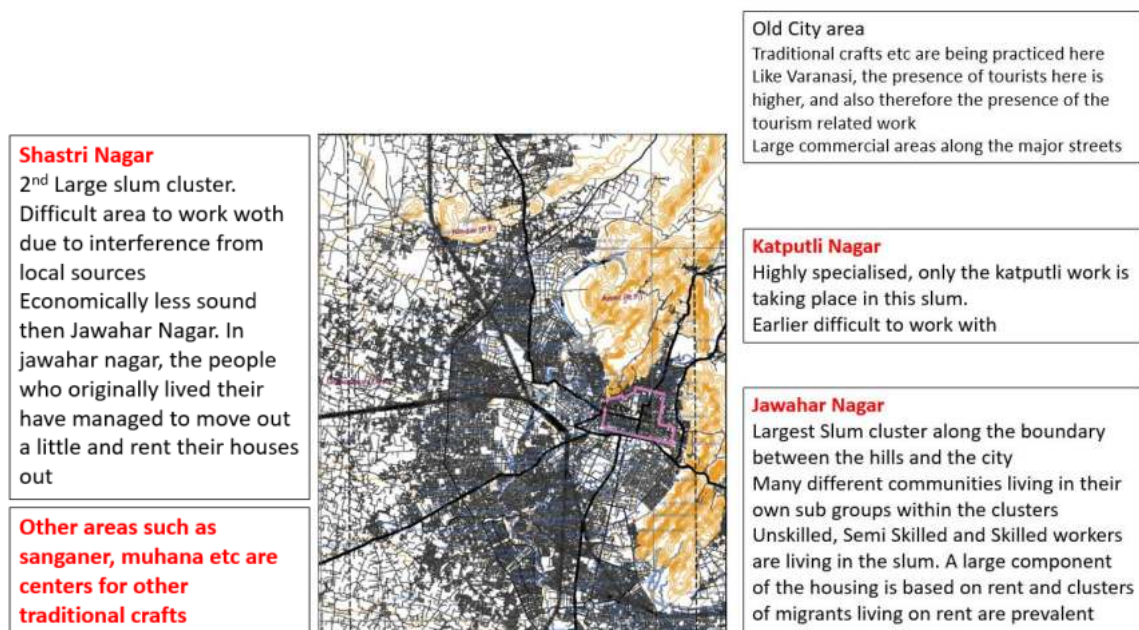 Old City area
Traditional crafts etc are being practiced here
Like Varanasi, the presence of tourists here is
higher, and also therefore the presence of the
tourism related work
Large commercial areas along the major streets
Shastri Nagar
2nd Large slum cluster.
Difficult area to work woth
due to interference from
local sources
Economically less sound
then Jawahar Nagar. In
jawahar nagar, the people
who originally lived their
have managed to move out
a little and rent their houses
out
Other areas such as
sanganer, muhana etc are
centers for other
traditional crafts
Katputli Nagar
Highly specialised, only the katputli work is
taking place in this slum.
Earlier difficult to work with
Jawahar Nagar
Largest Slum cluster along the boundary
between the hills and the city
Many different communities living in their
own sub groups within the clusters
Unskilled, Semi Skilled and Skilled workers
are living in the slum. A large component
of the housing is based on rent and clusters
of migrants living on rent are prevalent